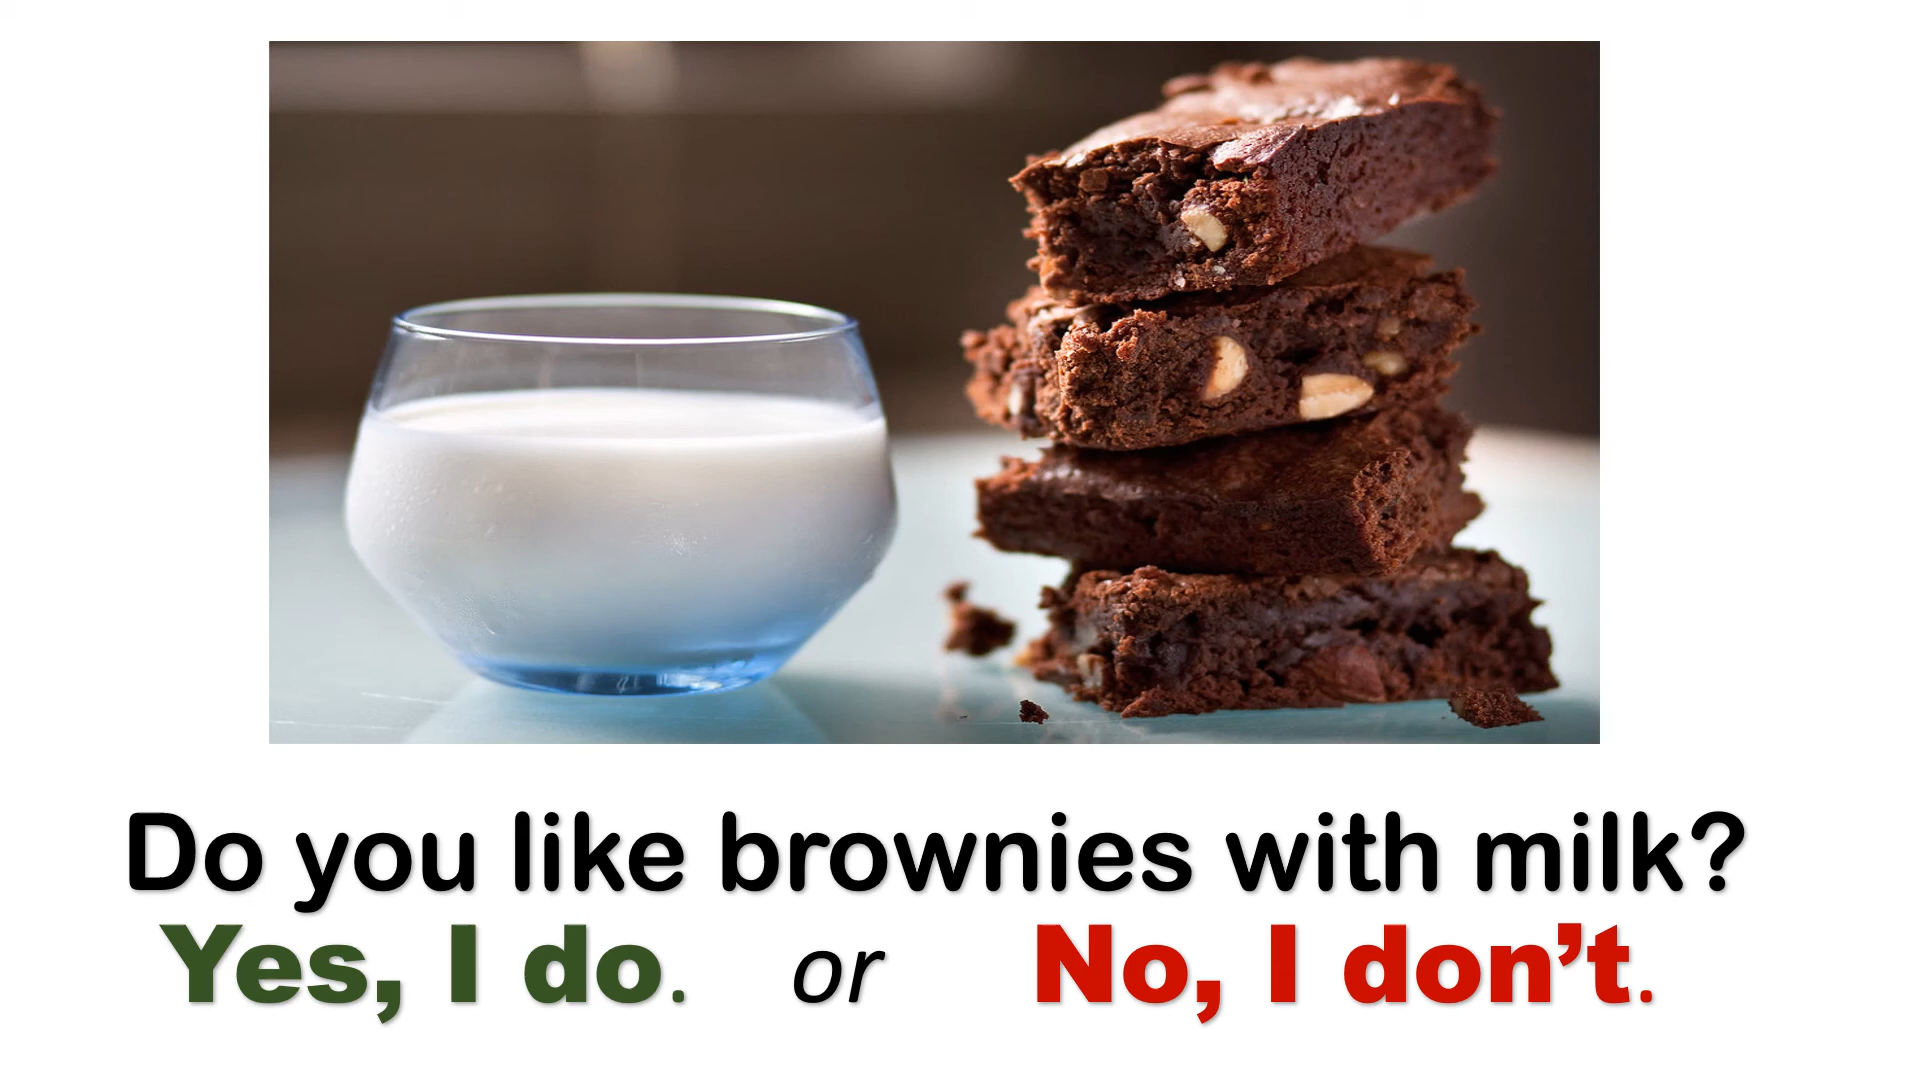 Do you like brownies with milk?
Yes, I do. or No, I don’t.